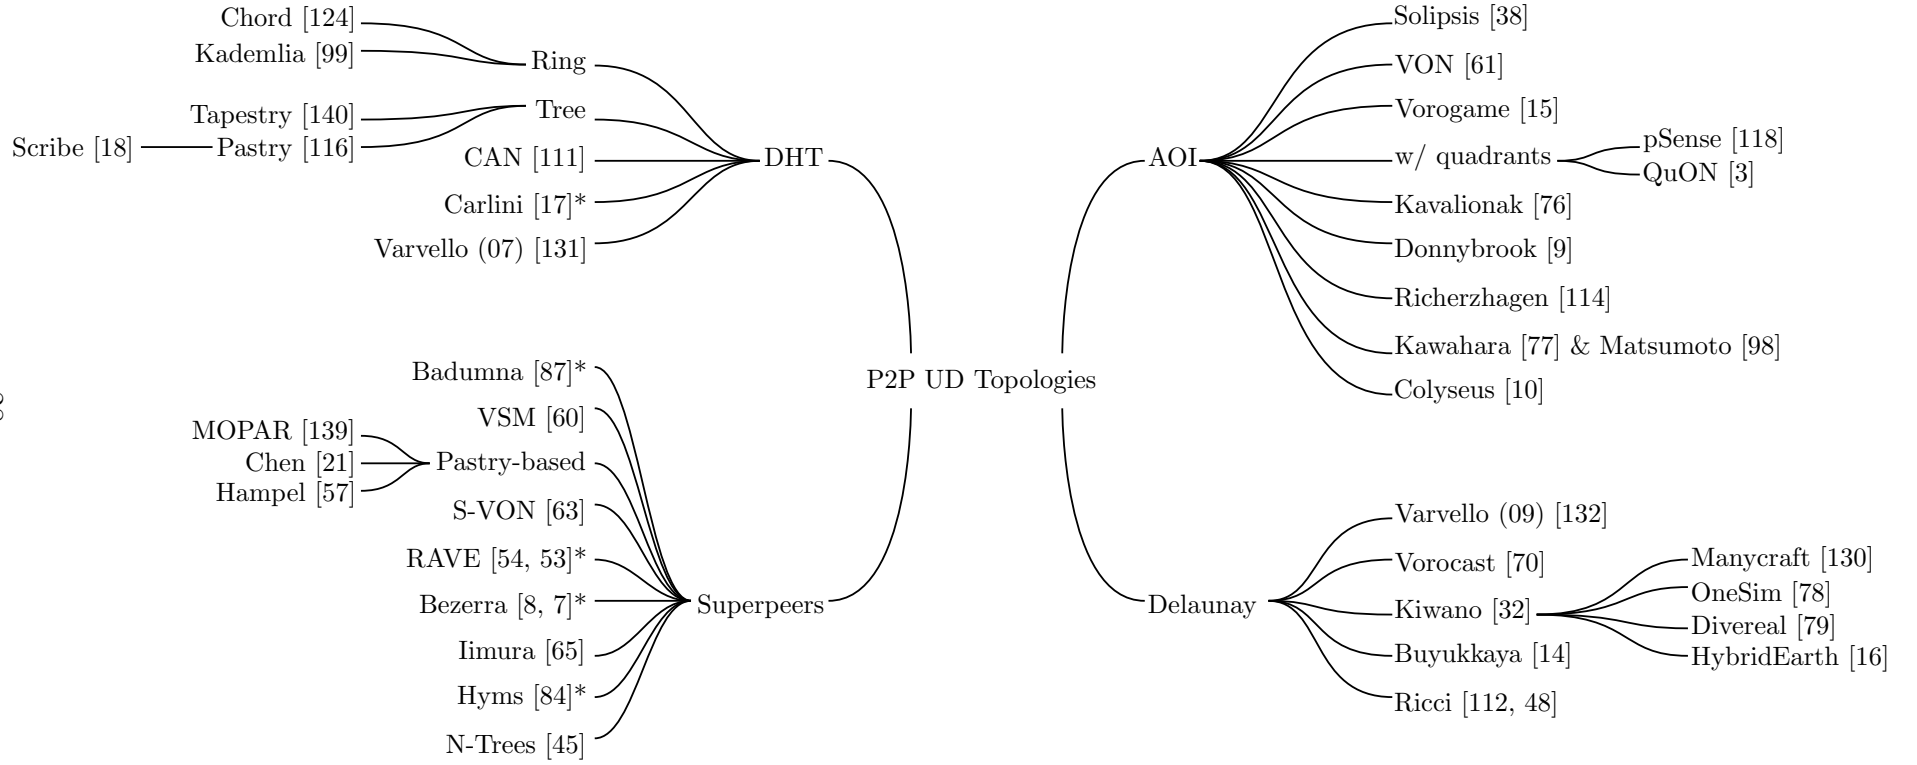 Chord [124]
Kademlia [99]
Ring
Tapestry [140]
Tree
Scribe [18]
Pastry [116]
CAN [111]
DHT
Carlini [17]*
Varvello (07) [131]
Solipsis [38]
VON [61]
Vorogame [15]
AOI
w/ quadrants
pSense [118]
QuON [3]
Kavalionak [76]
Donnybrook [9]
Richerzhagen [114]
Kawahara [77] & Matsumoto [98]
Colyseus [10]
P2P UD Topologies
Badumna [87]*
VSM [60]
MOPAR [139]
Chen [21]
Hampel [57]
Pastry-based
S-VON [63]
RAVE [54, 53]*
Bezerra [8, 7]*
Superpeers
Iimura [65]
Hyms [84]*
N-Trees [45]
Varvello (09) [132]
Vorocast [70]
Delaunay
Kiwano [32]
Manycraft [130]
OneSim [78]
Divereal [79]
HybridEarth [16]
Buyukkaya [14]
Ricci [112, 48]